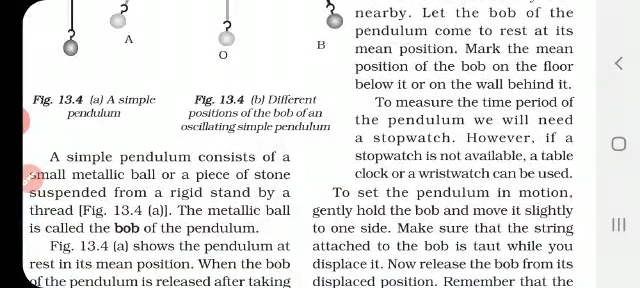 A
O
B
Fig. 13.4 (a) A simple
pendulum
Fig. 13.4 (b) Different
positions of the bob of an
oscillating simple pendulum
A simple pendulum consists of a
small metallic ball or a piece of stone
suspended from a rigid stand by a
thread [Fig. 13.4 (a)]. The metallic ball
is called the bob of the pendulum.
Fig. 13.4 (a) shows the pendulum at
rest in its mean position. When the bob
of the pendulum is released after taking
nearby. Let the bob of the
pendulum come to rest at its
mean position. Mark the mean
position of the bob on the floor
below it or on the wall behind it.
To measure the time period of
the pendulum we will need
a stopwatch. However, if a
stopwatch is not available, a table
clock or a wristwatch can be used.
To set the pendulum in motion,
gently hold the bob and move it slightly
to one side. Make sure that the string
attached to the bob is taut while you
displace it. Now release the bob from its
displaced position. Remember that the